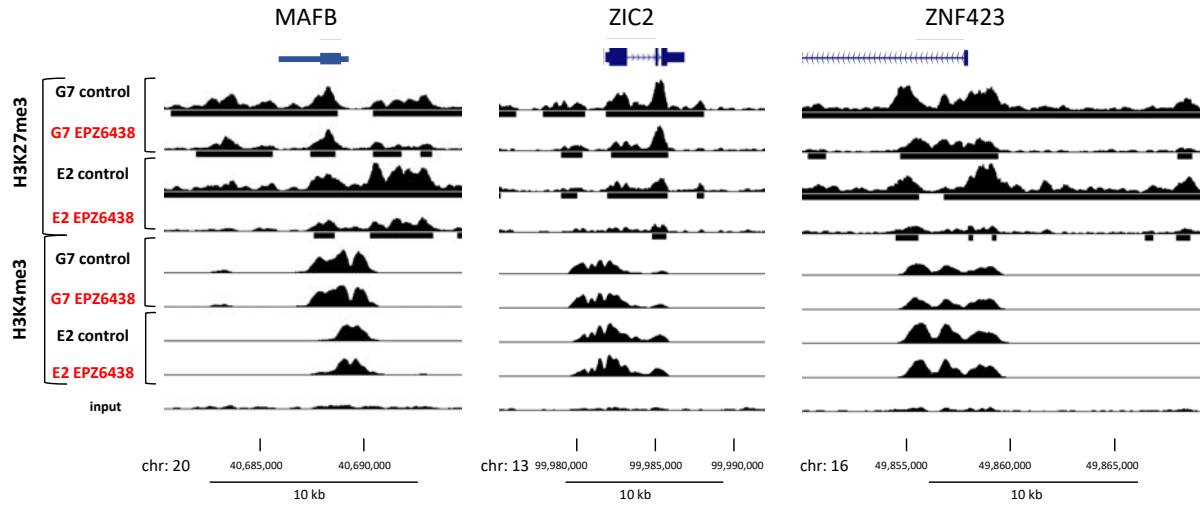 MAFB ZIC2 ZNF423
H3K27me3
G7 control
G7 EPZ6438
E2 control
E2 EPZ6438
H3K4me3
G7 control
G7 EPZ6438
E2 control
E2 EPZ6438
input
chr: 20 40,685,000 40,690,000 chr: 13 99,980,000 99,985,000 99,990,000 chr: 16 49,855,000 49,860,000 49,865,000
10 kb 10 kb 10 kb